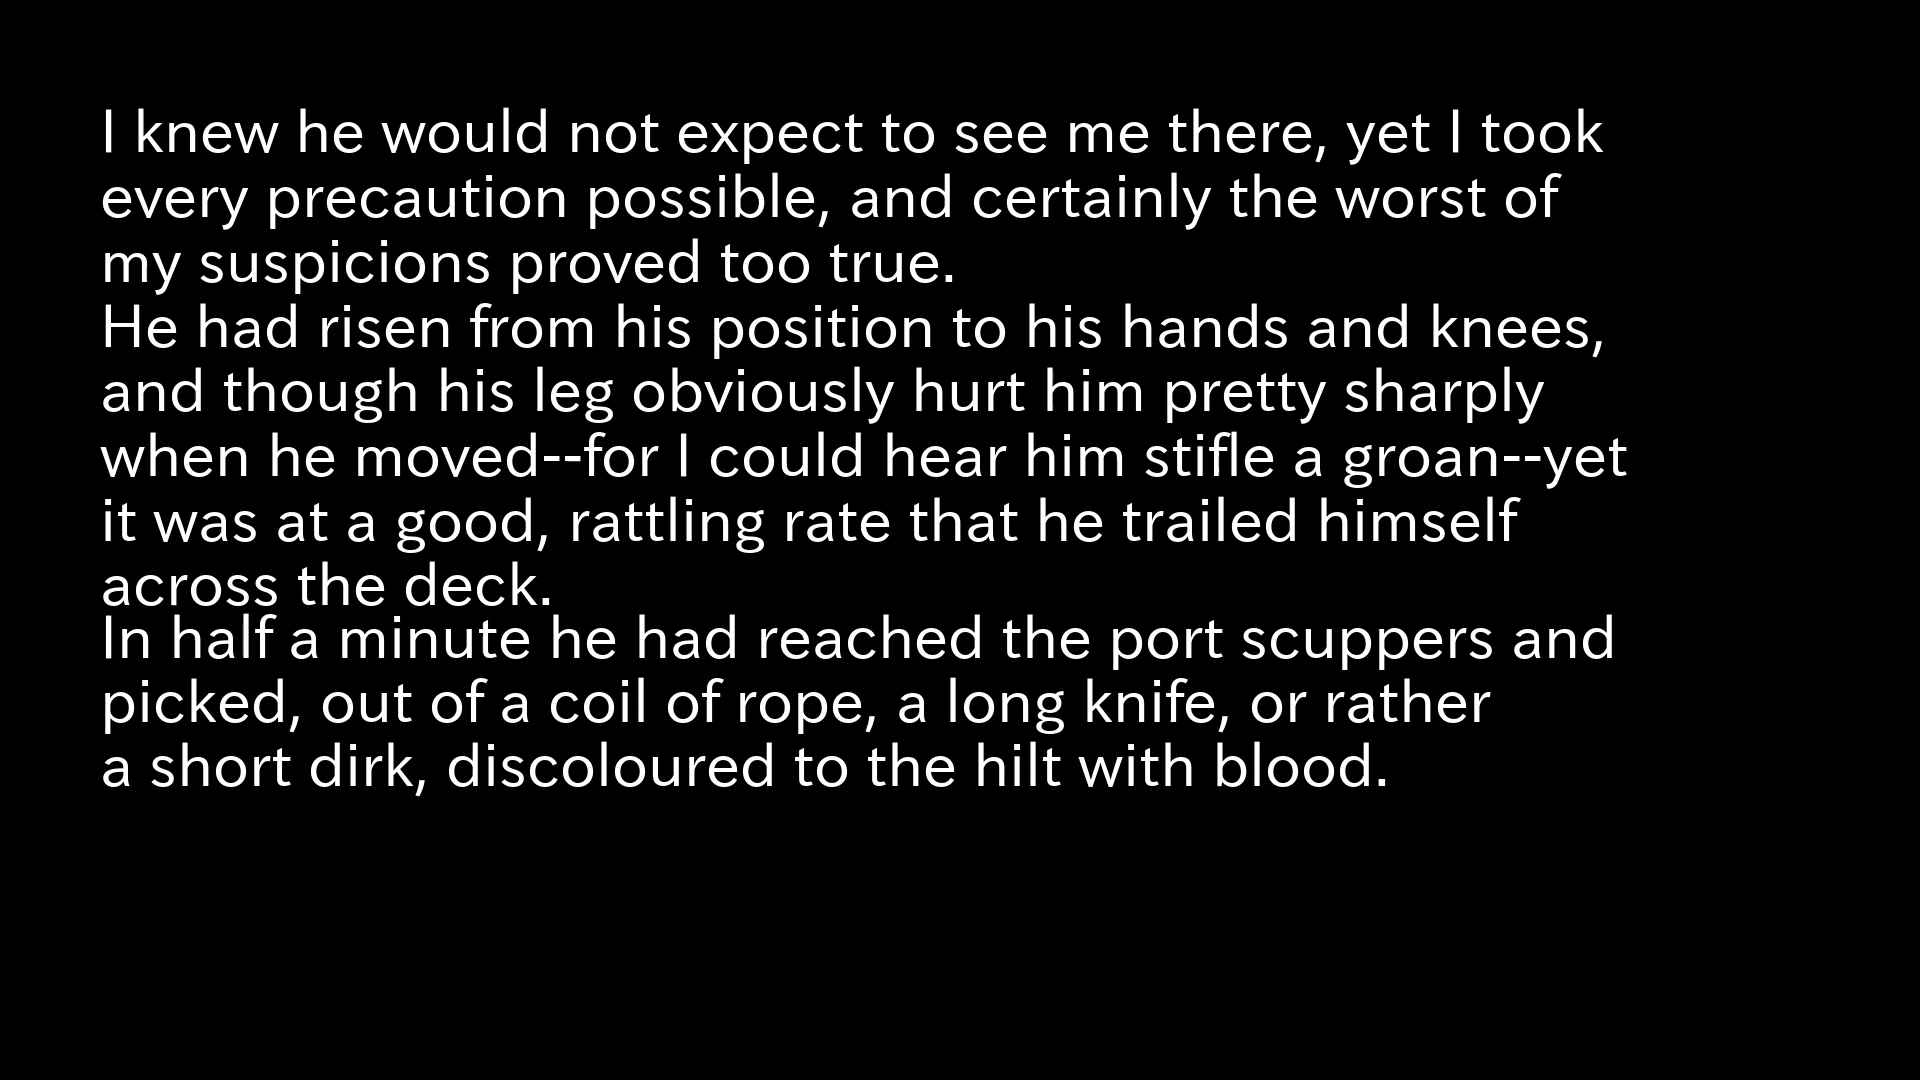 I knew he would not expect to see me there, yet I took
every precaution possible, and certainly the worst of
my suspicions proved too true.
He had risen from his position to his hands and knees,
and though his leg obviously hurt him pretty sharply
when he moved--for I could hear him stifle a groan--yet
it was at a good, rattling rate that he trailed himself
across the deck.
In half a minute he had reached the port scuppers and
picked, out of a coil of rope, a long knife, or rather
a short dirk, discoloured to the hilt with blood.